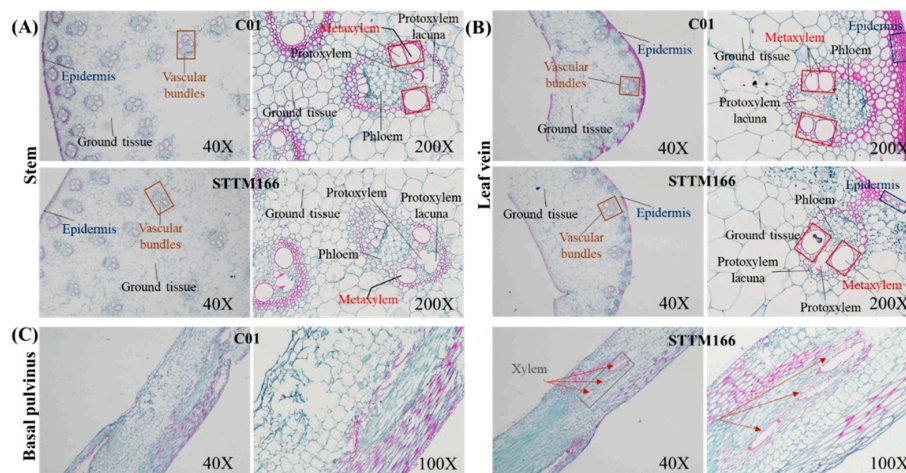 (A)
C01
Epidermis
Vascular
bundles
Ground tissue
40X
Protoxylem
Metaxylem
lacuna
Protoxylem
Ground tissue
Phloem
200X
Stem
STTM166
Epidermis
Vascular
bundles
Ground tissue
40X
Ground tissue
Protoxylem
Protoxylem
lacuna
Phloem
Metaxylem
200X
(B)
C01
Epidermis
Vascular
bundles
Ground tissue
40X
Epidermis
Metaxylem
Ground tissue
Phloem
Protoxylem
lacuna
200X
Leaf vein
STTM166
Ground tissue
Epidermis
Vascular
bundles
40X
Epidermis
Phloem
Ground tissue
Protoxylem
lacuna
Metaxylem
Protoxylem
200X
(C)
C01
Basal pulvinus
40X
100X
STTM166
Xylem
40X
100X